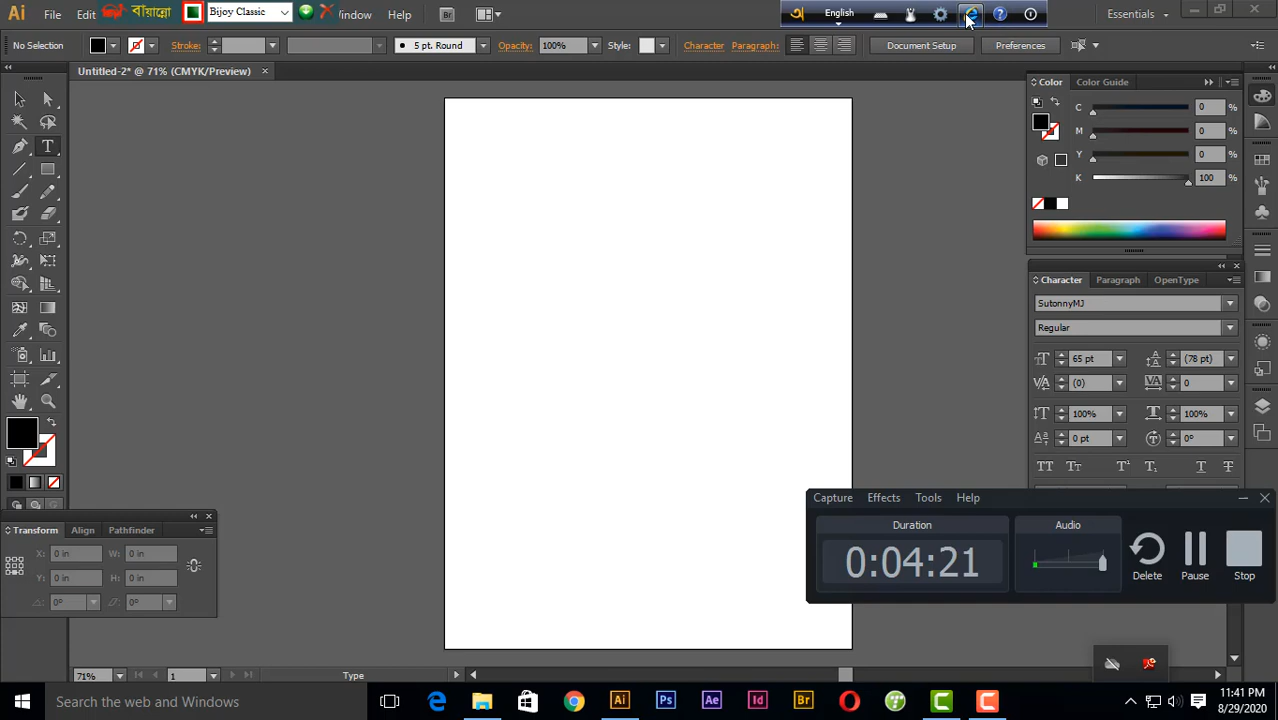 Ai File Edit বায়ান্নো Bijoy Classic Window Help Br অ English Essentials
No Selection Stroke: 5 pt. Round Opacity: 100% Style: Character Paragraph Document Setup Preferences
Untitled-2* @ 71% (CMYK/Preview) ×
Color Color Guide
C 0 %
M 0 %
Y 0 %
K 100 %
Character Paragraph OpenType
SutonnyMJ
Regular
65 pt (78 pt)
(0) 0
100% 100%
0 pt 0°
Capture Effects Tools Help
Duration Audio
0:04:21
Delete Pause Stop
Transform Align Pathfinder
X: 0 in W: 0 in
Y: 0 in H: 0 in
0° 0°
71% 1 Type
Search the web and Windows
Ai Ps Ae Id Br
11:41 PM
8/29/2020